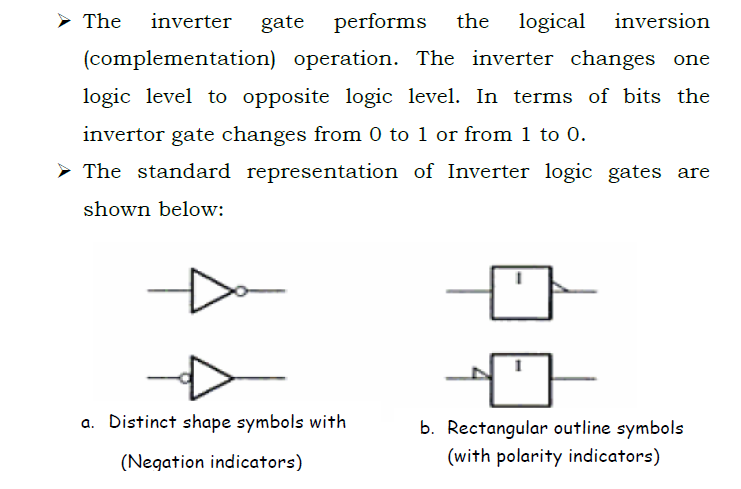 ➢ The inverter gate performs the logical inversion
(complementation) operation. The inverter changes one
logic level to opposite logic level. In terms of bits the
invertor gate changes from 0 to 1 or from 1 to 0.
➢ The standard representation of Inverter logic gates are
shown below:
1
1
a. Distinct shape symbols with
(Negation indicators)
b. Rectangular outline symbols
(with polarity indicators)